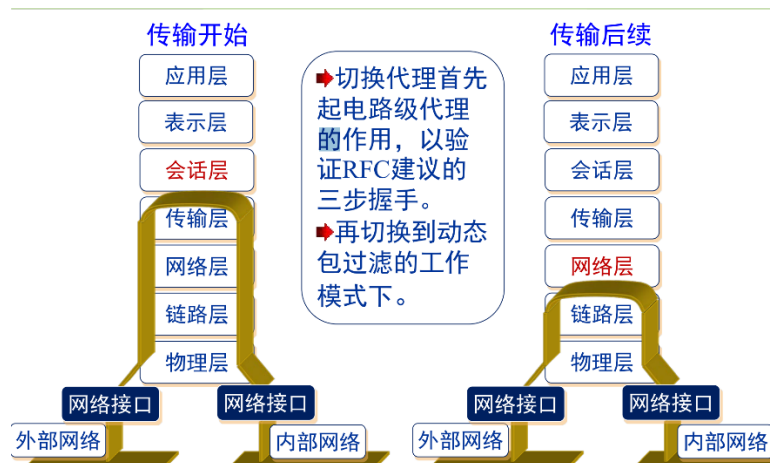 传输开始
应用层
表示层
会话层
传输层
网络层
链路层
物理层
网络接口
网络接口
外部网络
内部网络
切换代理首先
起电路级代理
的作用，以验
证RFC建议的
三步握手。
再切换到动态
包过滤的工作
模式下。
传输后续
应用层
表示层
会话层
传输层
网络层
链路层
物理层
网络接口
网络接口
外部网络
内部网络